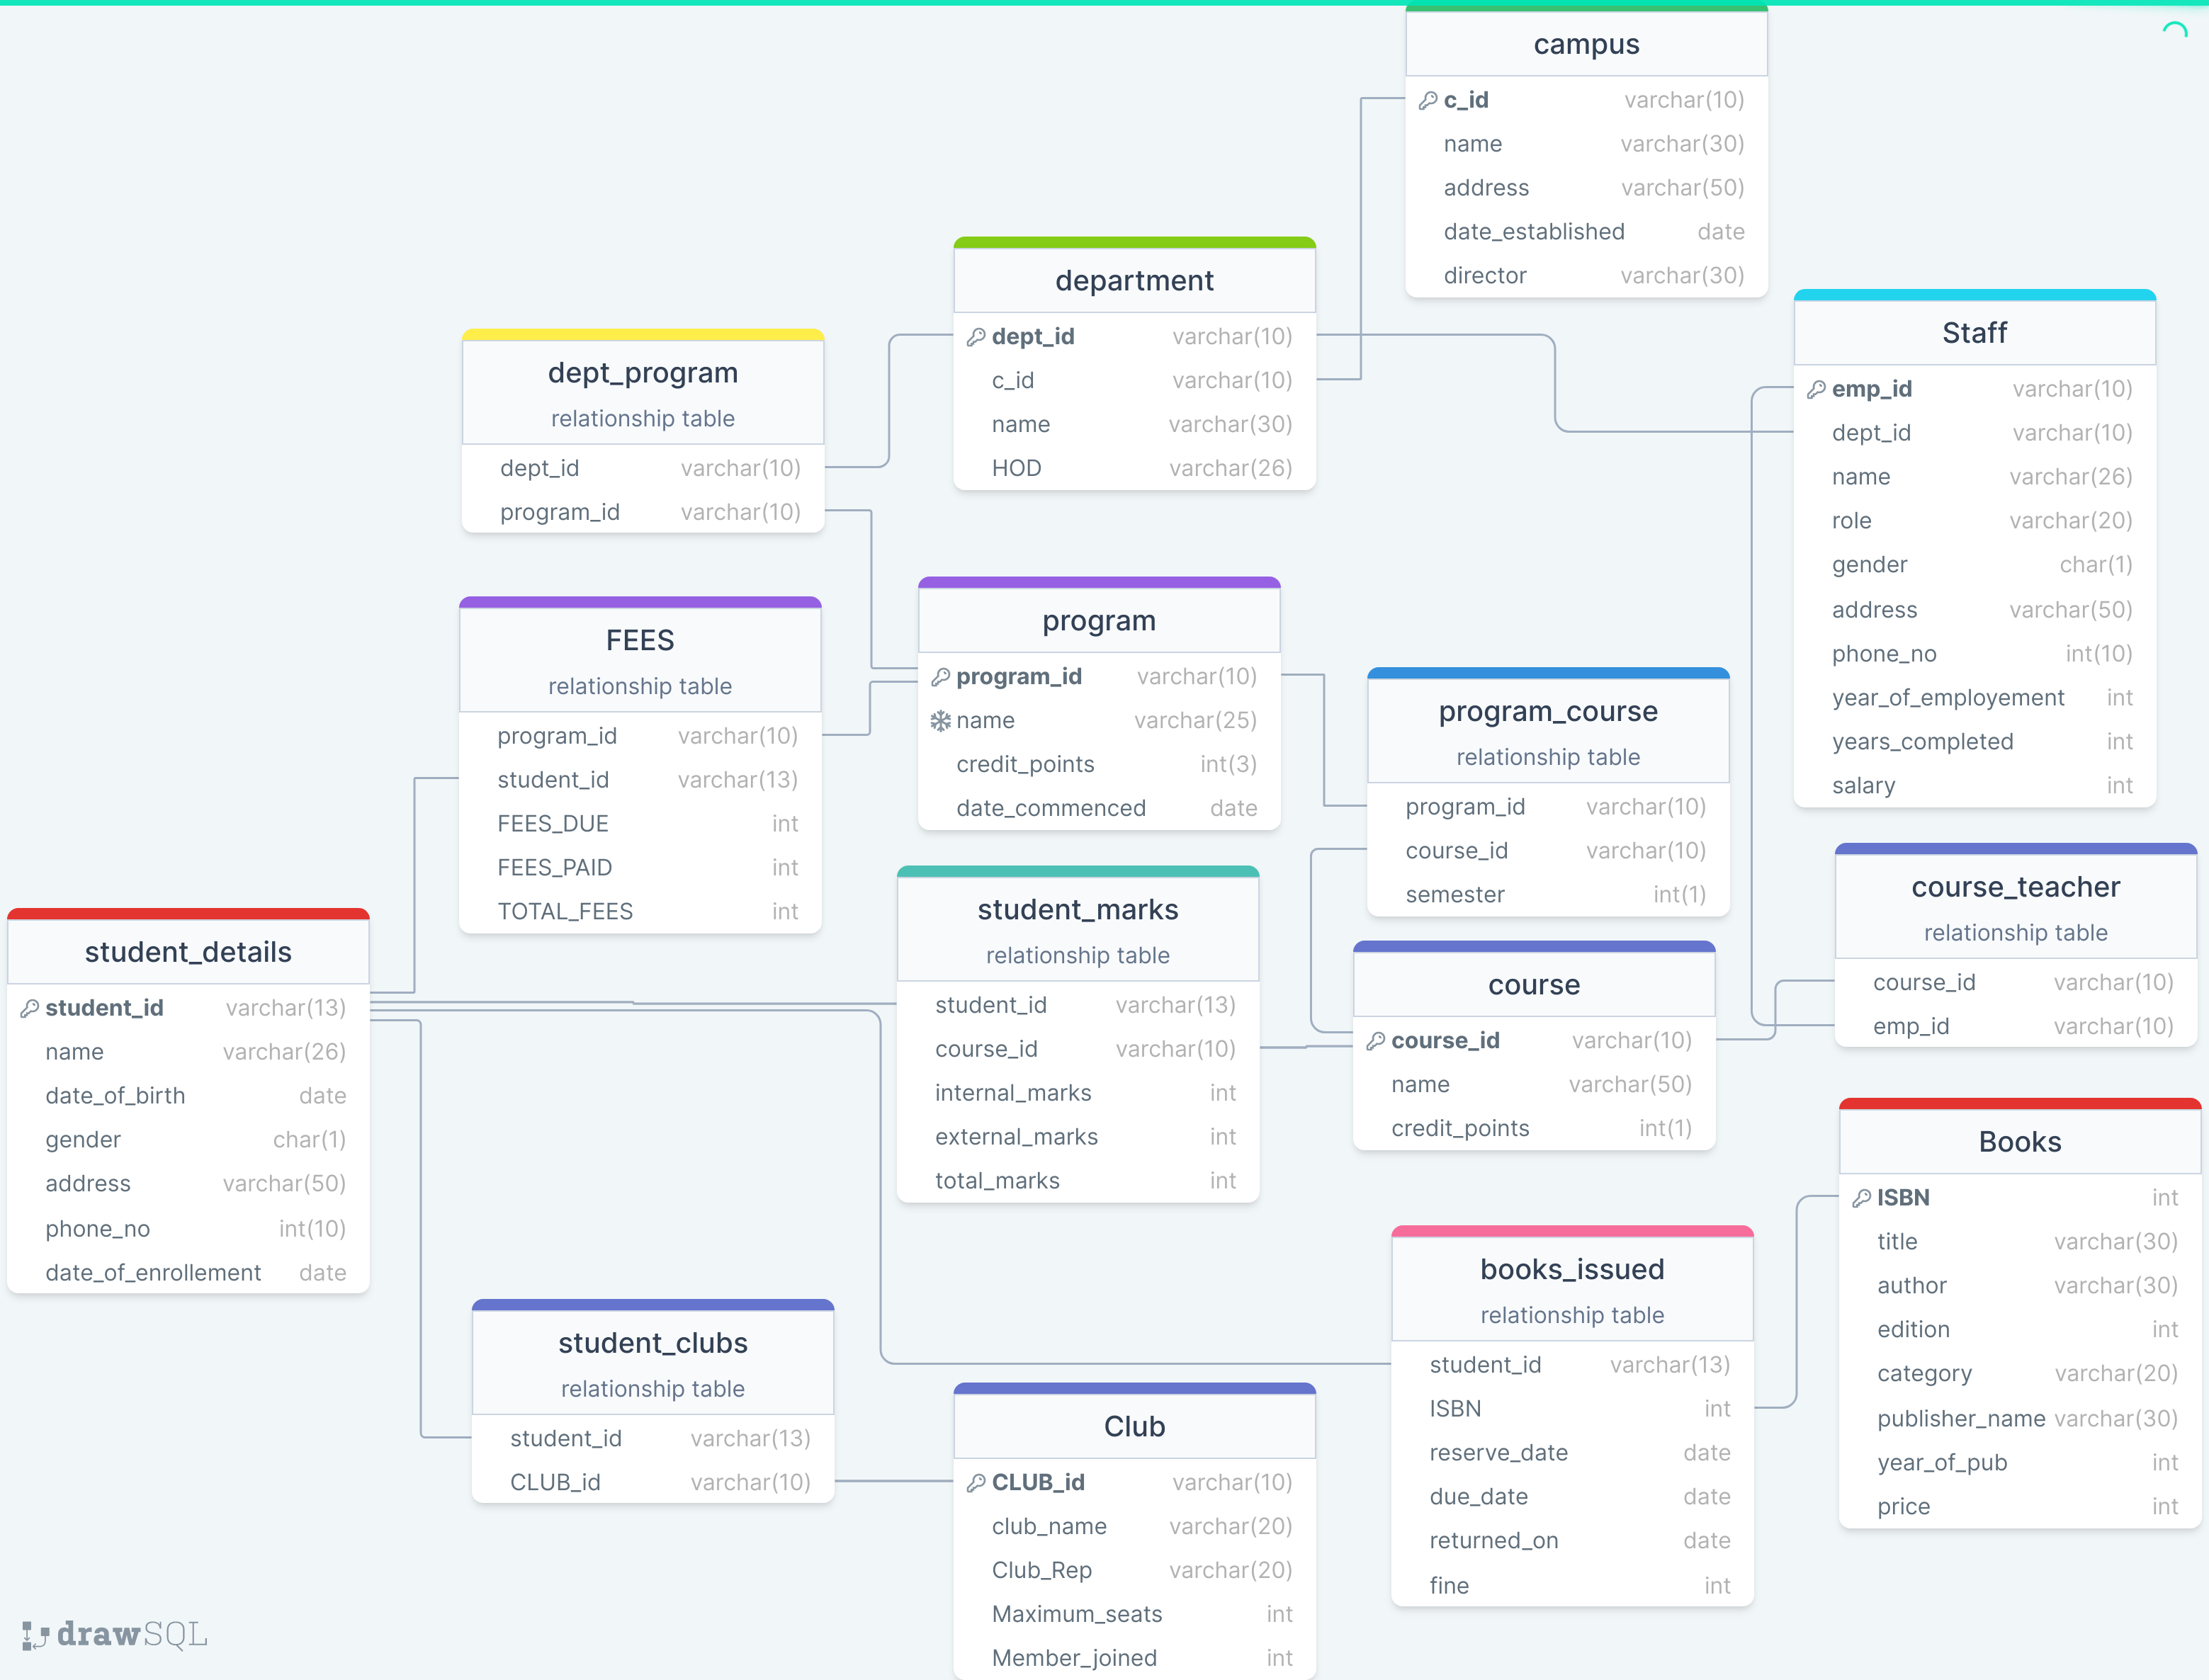 campus
c_id varchar(10)
name varchar(30)
address varchar(50)
date_established date
director varchar(30)
department
dept_id varchar(10)
c_id varchar(10)
name varchar(30)
HOD varchar(26)
Staff
emp_id varchar(10)
dept_id varchar(10)
name varchar(26)
role varchar(20)
gender char(1)
address varchar(50)
phone_no int(10)
year_of_employement int
years_completed int
salary int
dept_program
relationship table
dept_id varchar(10)
program_id varchar(10)
FEES
relationship table
program_id varchar(10)
student_id varchar(13)
FEES_DUE int
FEES_PAID int
TOTAL_FEES int
program
program_id varchar(10)
name varchar(25)
credit_points int(3)
date_commenced date
program_course
relationship table
program_id varchar(10)
course_id varchar(10)
semester int(1)
course_teacher
relationship table
course_id varchar(10)
emp_id varchar(10)
student_details
student_id varchar(13)
name varchar(26)
date_of_birth date
gender char(1)
address varchar(50)
phone_no int(10)
date_of_enrollement date
student_marks
relationship table
student_id varchar(13)
course_id varchar(10)
internal_marks int
external_marks int
total_marks int
course
course_id varchar(10)
name varchar(50)
credit_points int(1)
Books
ISBN int
title varchar(30)
author varchar(30)
edition int
category varchar(20)
publisher_name varchar(30)
year_of_pub int
price int
books_issued
relationship table
student_id varchar(13)
ISBN int
reserve_date date
due_date date
returned_on date
fine int
student_clubs
relationship table
student_id varchar(13)
CLUB_id varchar(10)
Club
CLUB_id varchar(10)
club_name varchar(20)
Club_Rep varchar(20)
Maximum_seats int
Member_joined int
drawSQL